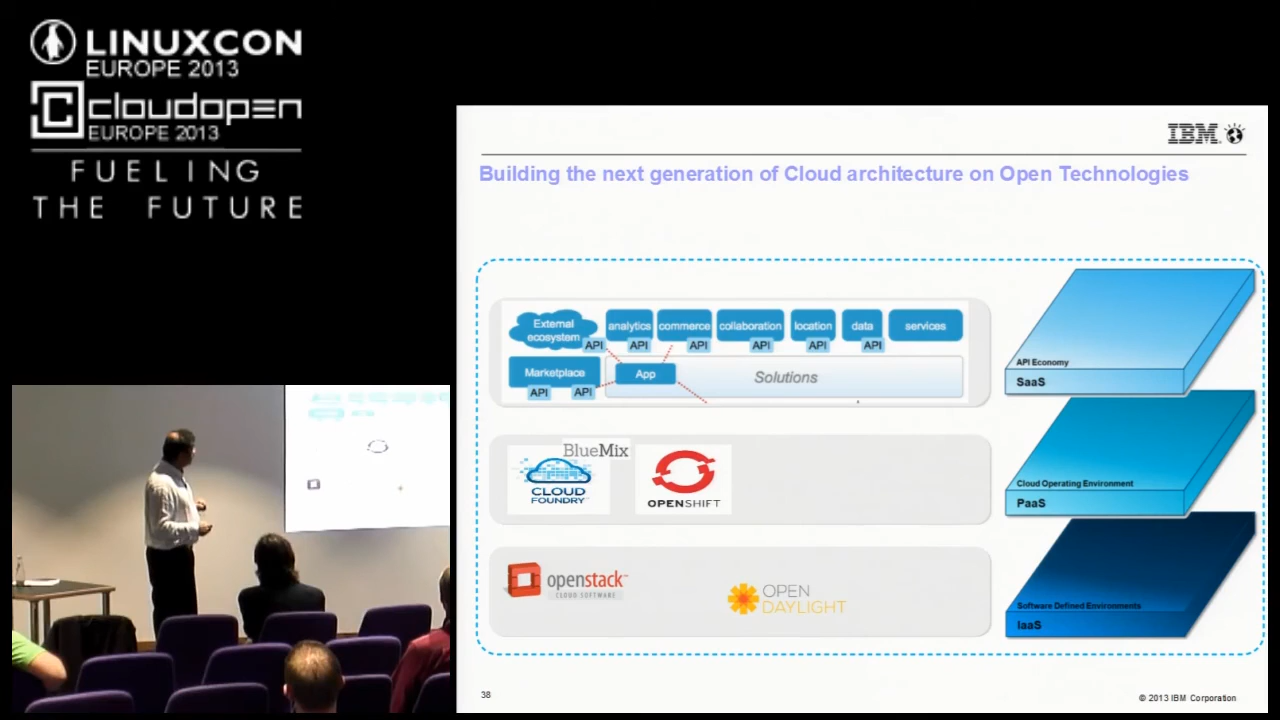 LINUXCON
EUROPE 2013
cloudopen
EUROPE 2013
FUELING
THE FUTURE
IBM
Building the next generation of Cloud architecture on Open Technologies
External
ecosystem
API
analytics
API
commerce
API
collaboration
API
location
API
data
API
services
Marketplace
API
API
App
Solutions
API Economy
SaaS
BlueMix
CLOUD
FOUNDRY
OPENSHIFT
Cloud Operating Environment
PaaS
openstack™
CLOUD SOFTWARE
OPEN
DAYLIGHT
Software Defined Environments
IaaS
38
© 2013 IBM Corporation